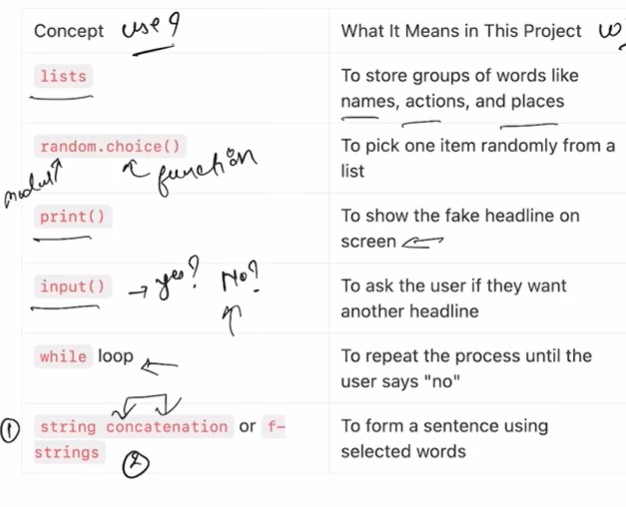 Concept use ?
What It Means in This Project
lists
To store groups of words like
names, actions, and places
random.choice()
function
To pick one item randomly from a
list
print()
To show the fake headline on
screen
input() → yes? No?
To ask the user if they want
another headline
while loop
To repeat the process until the
user says "no"
① string concatenation or f-
strings ②
To form a sentence using
selected words